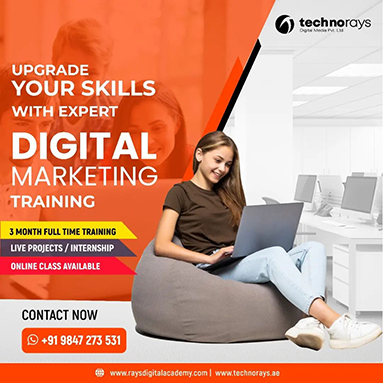 technorays
Digital Media Pvt. Ltd
UPGRADE
YOUR SKILLS
WITH EXPERT
DIGITAL
MARKETING
TRAINING
3 MONTH FULL TIME TRAINING
LIVE PROJECTS / INTERNSHIP
ONLINE CLASS AVAILABLE
CONTACT NOW
+91 9847 273 531
www.raysdigitalacademy.com | www.technorays.ae